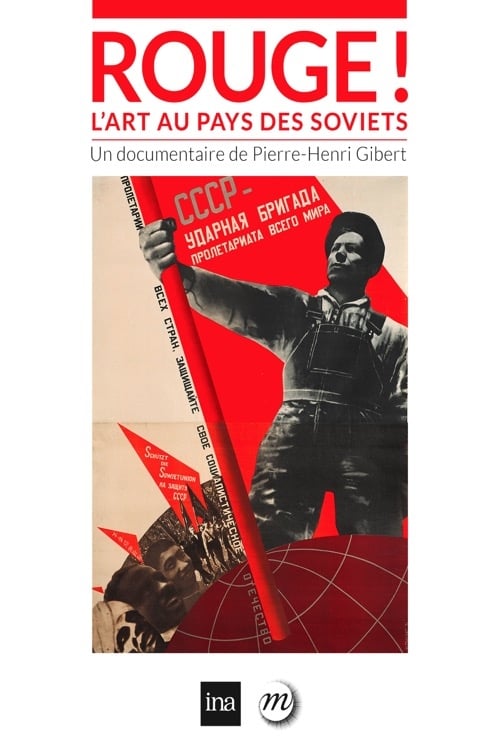 ROUGE !
L'ART AU PAYS DES SOVIETS
Un documentaire de Pierre-Henri Gibert
СССР-
УДАРНАЯ БРИГАДА
ПРОЛЕТАРИАТА ВСЕГО МИРА
ПРОЛЕТАРИИ
ВСЕХ СТРАН, ЗАЩИЩАЙТЕ СВОЕ СОЦИАЛИСТИЧЕСКОЕ ОТЕЧЕСТВО
SCHUTZT
DIE
SOWJETUNION
НА ЗАЩИТУ
СССР
ina
m